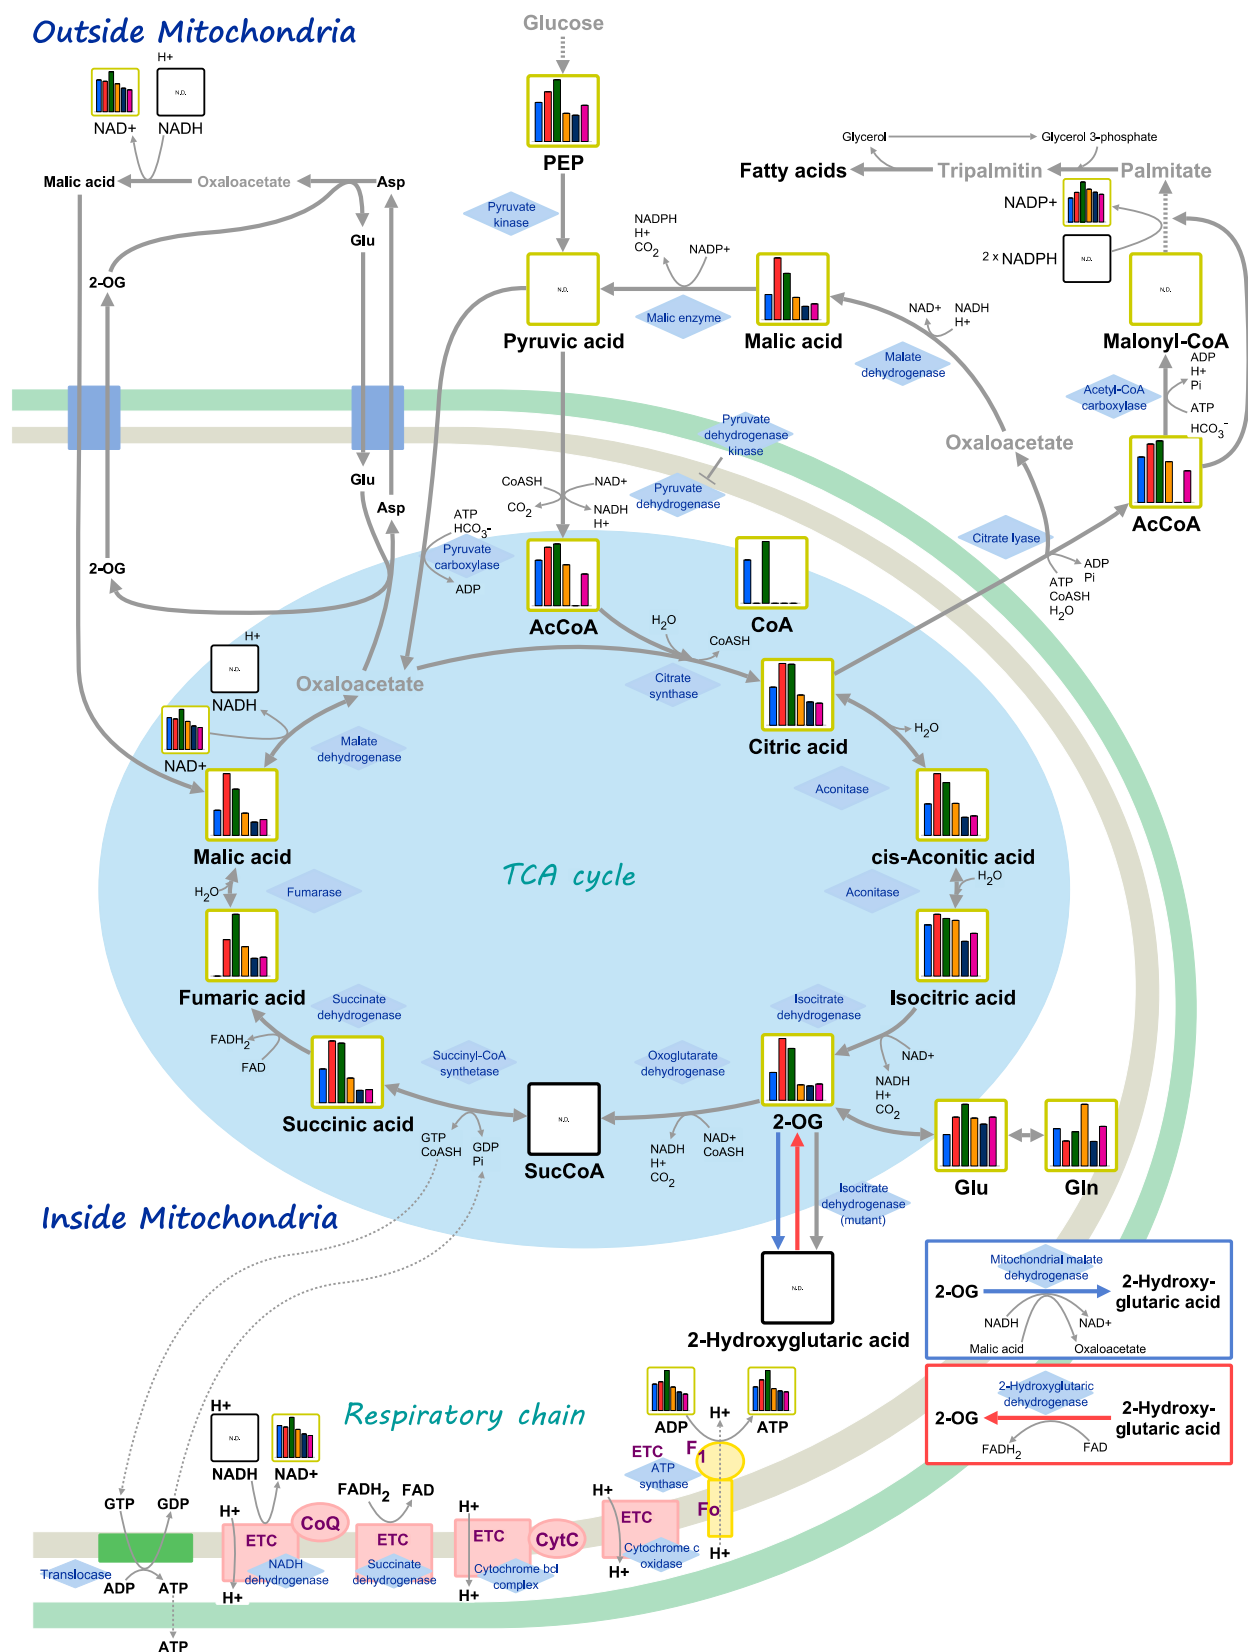 Outside Mitochondria
Glucose
H+
N.D.
NAD+
NADH
PEP
Glycerol
Glycerol 3-phosphate
Fatty acids
Tripalmitin
Palmitate
Malic acid
Oxaloacetate
Asp
Pyruvate
kinase
NADP+
Glu
NADPH
H+
CO2
NADP+
2 x NADPH
N.D.
2-OG
N.D.
N.D.
Malic enzyme
NAD+
NADH
H+
Pyruvic acid
Malic acid
Malonyl-CoA
Malate
dehydrogenase
ADP
H+
Pi
Acetyl-CoA
carboxylase
ATP
HCO3-
Pyruvate
dehydrogenase
kinase
Oxaloacetate
Glu
CoASH
NAD+
Pyruvate
dehydrogenase
CO2
NADH
H+
Asp
ATP
HCO3-
AcCoA
Citrate lyase
Pyruvate
carboxylase
2-OG
ADP
ADP
Pi
ATP
CoASH
H2O
AcCoA
CoA
H2O
CoASH
H+
N.D.
Oxaloacetate
Citrate
synthase
NADH
H2O
Malate
dehydrogenase
Citric acid
NAD+
Aconitase
Malic acid
cis-Aconitic acid
TCA cycle
H2O
Fumarase
Aconitase
H2O
Fumaric acid
Succinate
dehydrogenase
Isocitrate
dehydrogenase
Isocitric acid
FADH2
FAD
Succinyl-CoA
synthetase
Oxoglutarate
dehydrogenase
NAD+
NADH
H+
CO2
Succinic acid
N.D.
2-OG
GTP
CoASH
GDP
Pi
SucCoA
NADH
H+
CO2
NAD+
CoASH
Glu
Gln
Isocitrate
dehydrogenase
(mutant)
Inside Mitochondria
N.D.
2-Hydroxyglutaric acid
Mitochondrial malate
dehydrogenase
2-OG
2-Hydroxy-
glutaric acid
NADH
NAD+
Malic acid
Oxaloacetate
2-Hydroxyglutaric
dehydrogenase
2-OG
2-Hydroxy-
glutaric acid
FADH2
FAD
Respiratory chain
H+
N.D.
NADH
NAD+
ADP
H+
ATP
ETC
F1
ATP
synthase
GTP
GDP
H+
FADH2
FAD
H+
H+
Fo
CoQ
ETC
ETC
ETC
CytC
ETC
H+
Translocase
ADP
ATP
NADH
dehydrogenase
Succinate
dehydrogenase
Cytochrome bcl
complex
Cytochrome c
oxidase
H+
H+
H+
ATP